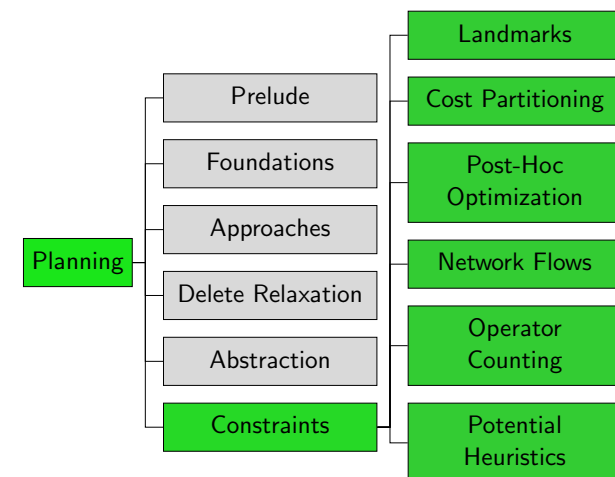 Planning
Prelude
Foundations
Approaches
Delete Relaxation
Abstraction
Constraints
Landmarks
Cost Partitioning
Post-Hoc
Optimization
Network Flows
Operator
Counting
Potential
Heuristics